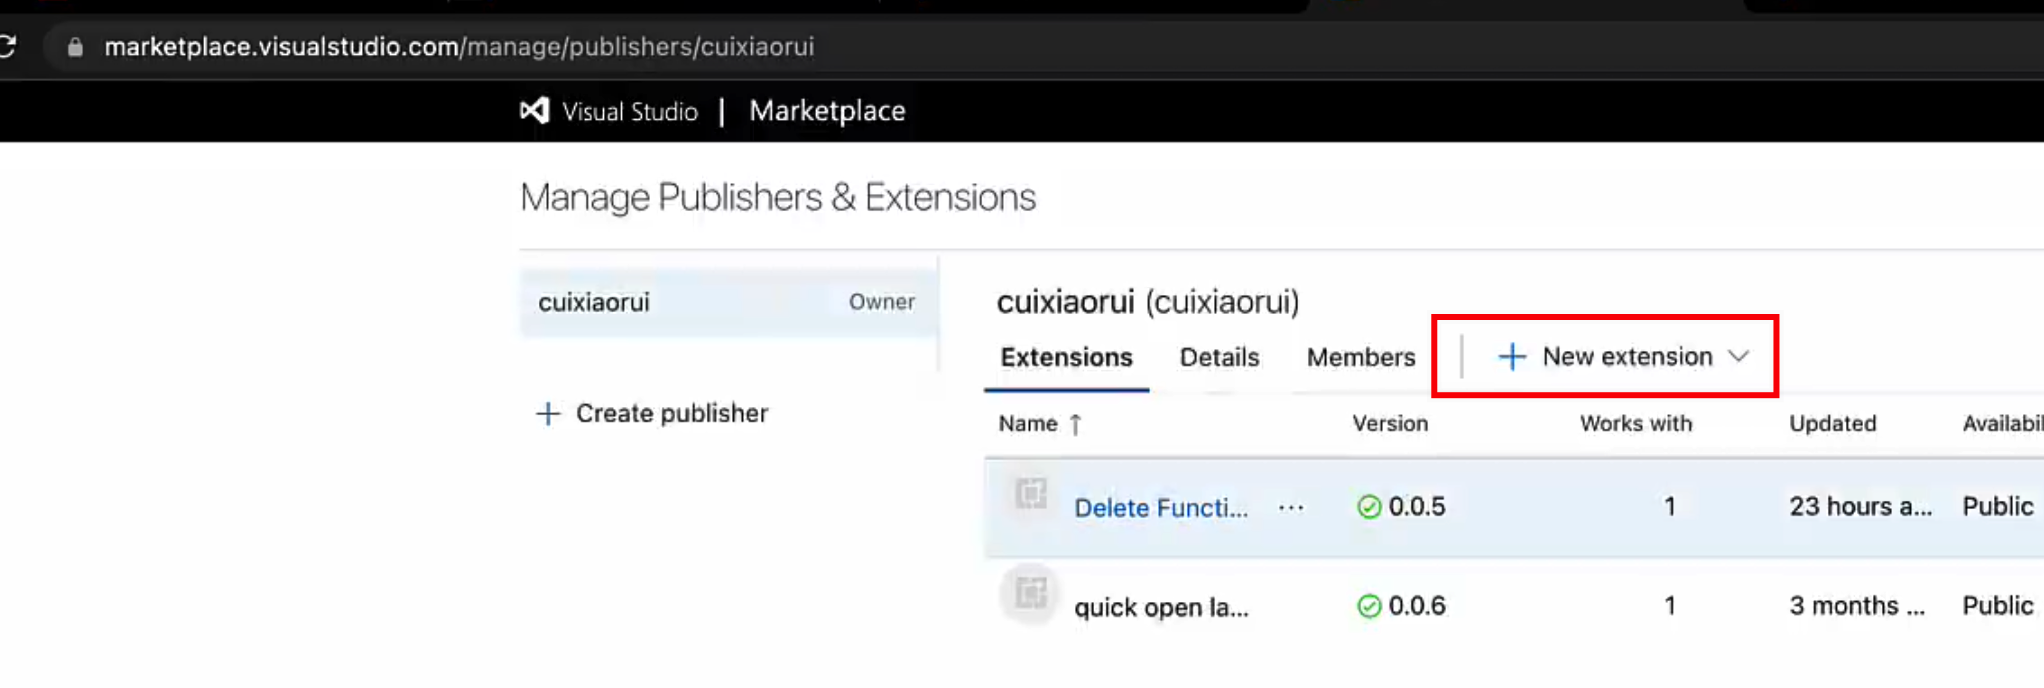 marketplace.visualstudio.com/manage/publishers/cuixiaorui
Visual Studio | Marketplace
Manage Publishers & Extensions
cuixiaorui Owner
+ Create publisher
cuixiaorui (cuixiaorui)
Extensions Details Members + New extension
Name ↑ Version Works with Updated Availabil
Delete Functi... ... 0.0.5 1 23 hours a... Public
quick open la... 0.0.6 1 3 months ... Public